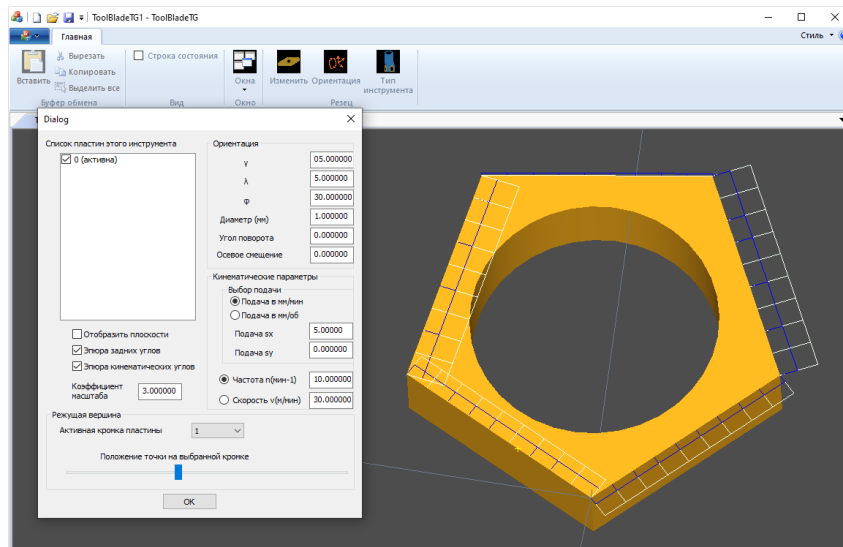 ToolBladeTG1 - ToolBladeTG
Главная
Стиль
Вставить
Вырезать
Копировать
Выделить все
Буфер обмена
Строка состояния
Вид
Окна
Окно
Изменить
Ориентация
Тип инструмента
Резец
Dialog
Список пластин этого инструмента
0 (активна)
Отобразить плоскости
Эпюра задних углов
Эпюра кинематических углов
Коэффициент масштаба
3.000000
Ориентация
γ 05.000000
λ 5.000000
φ 30.000000
Диаметр (мм) 1.000000
Угол поворота 0.000000
Осевое смещение 0.000000
Кинематические параметры
Выбор подачи
Подача в мм/мин
Подача в мм/об
Подача sx 5.00000
Подача sy 0.000000
Частота n(мин-1) 10.000000
Скорость v(м/мин) 30.000000
Режущая вершина
Активная кромка пластины 1
Положение точки на выбранной кромке
OK